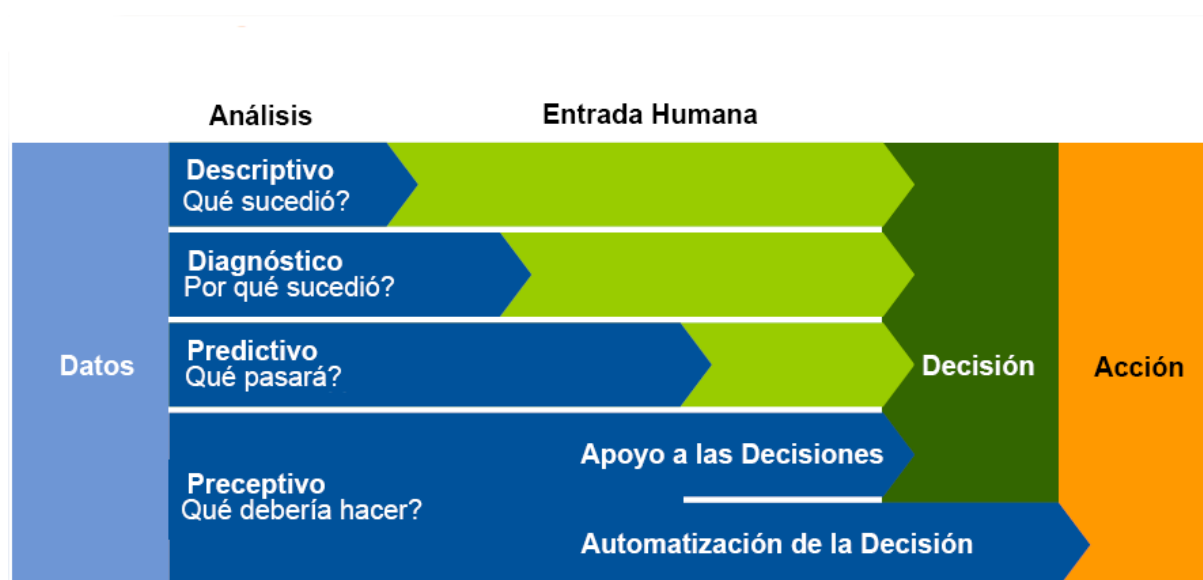 Análisis
Entrada Humana
Descriptivo
Qué sucedió?
Diagnóstico
Por qué sucedió?
Predictivo
Qué pasará?
Preceptivo
Qué debería hacer?
Apoyo a las Decisiones
Automatización de la Decisión
Datos
Decisión
Acción